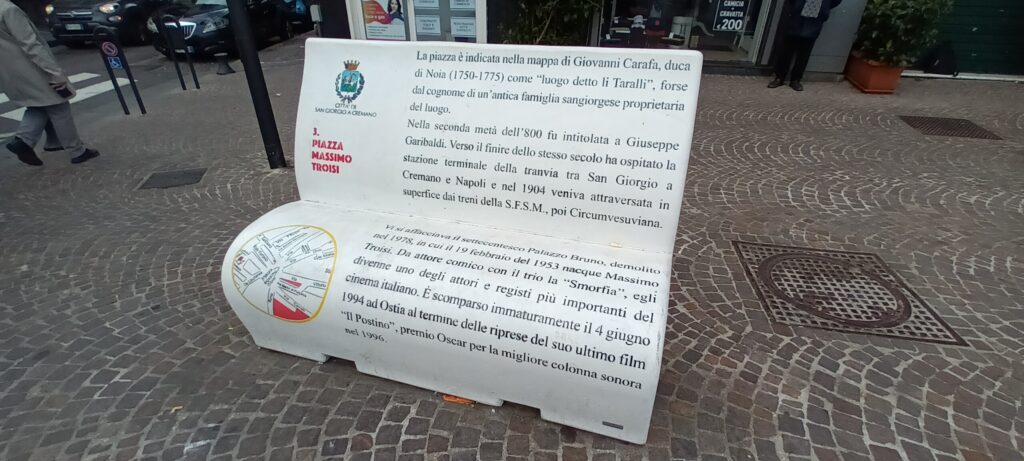 CAMICIA
CRAVATTA
€200
La piazza è indicata nella mappa di Giovanni Carafa, duca
di Noia (1750-1775) come “luogo detto li Taralli”, forse
dal cognome di un'antica famiglia sangiorgese proprietaria
del luogo.
Nella seconda metà dell'800 fu intitolata a Giuseppe
Garibaldi. Verso il finire dello stesso secolo ha ospitato la
stazione terminale della tranvia tra San Giorgio a
Cremano e Napoli e nel 1904 veniva attraversata in
superfice dai treni della S.F.S.M., poi Circumvesuviana.
CITTA' DI
SAN GIORGIO A CREMANO
3.
PIAZZA
MASSIMO
TROISI
Vi si affacciava il settecentesco Palazzo Bruno, demolito
nel 1978, in cui il 19 febbraio del 1953 nacque Massimo
Troisi. Da attore comico con il trio la “Smorfia”, egli
divenne uno degli attori e registi più importanti del
cinema italiano. È scomparso immaturamente il 4 giugno
1994 ad Ostia al termine delle riprese del suo ultimo film
“Il Postino”, premio Oscar per la migliore colonna sonora
nel 1996.